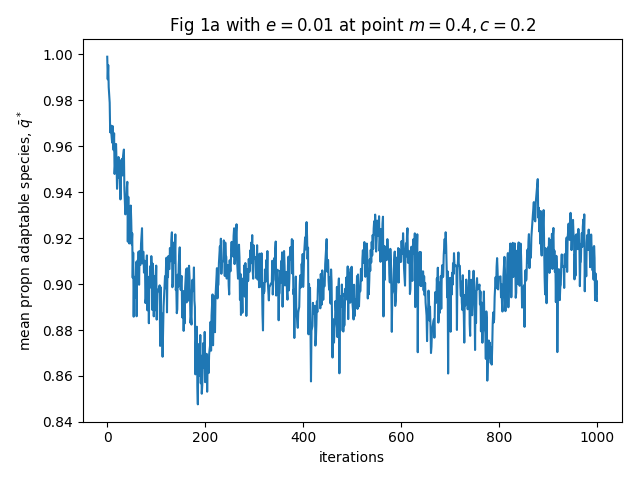 Fig 1a with e = 0.01 at point m = 0.4, c = 0.2
mean propn adaptable species, q̄*
1.00
0.98
0.96
0.94
0.92
0.90
0.88
0.86
0.84
0 200 400 600 800 1000
iterations